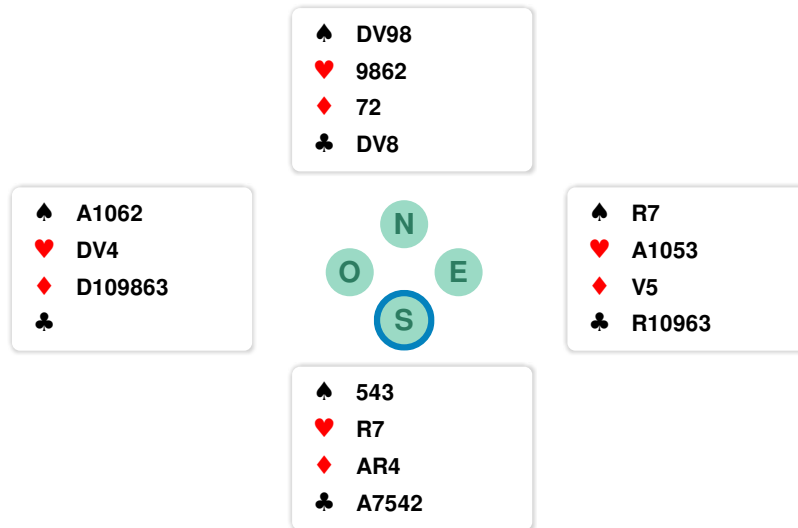 ♠ DV98
♥ 9862
♦ 72
♣ DV8
♠ A1062
♥ DV4
♦ D109863
♣
N
O E
S
♠ R7
♥ A1053
♦ V5
♣ R10963
♠ 543
♥ R7
♦ AR4
♣ A7542